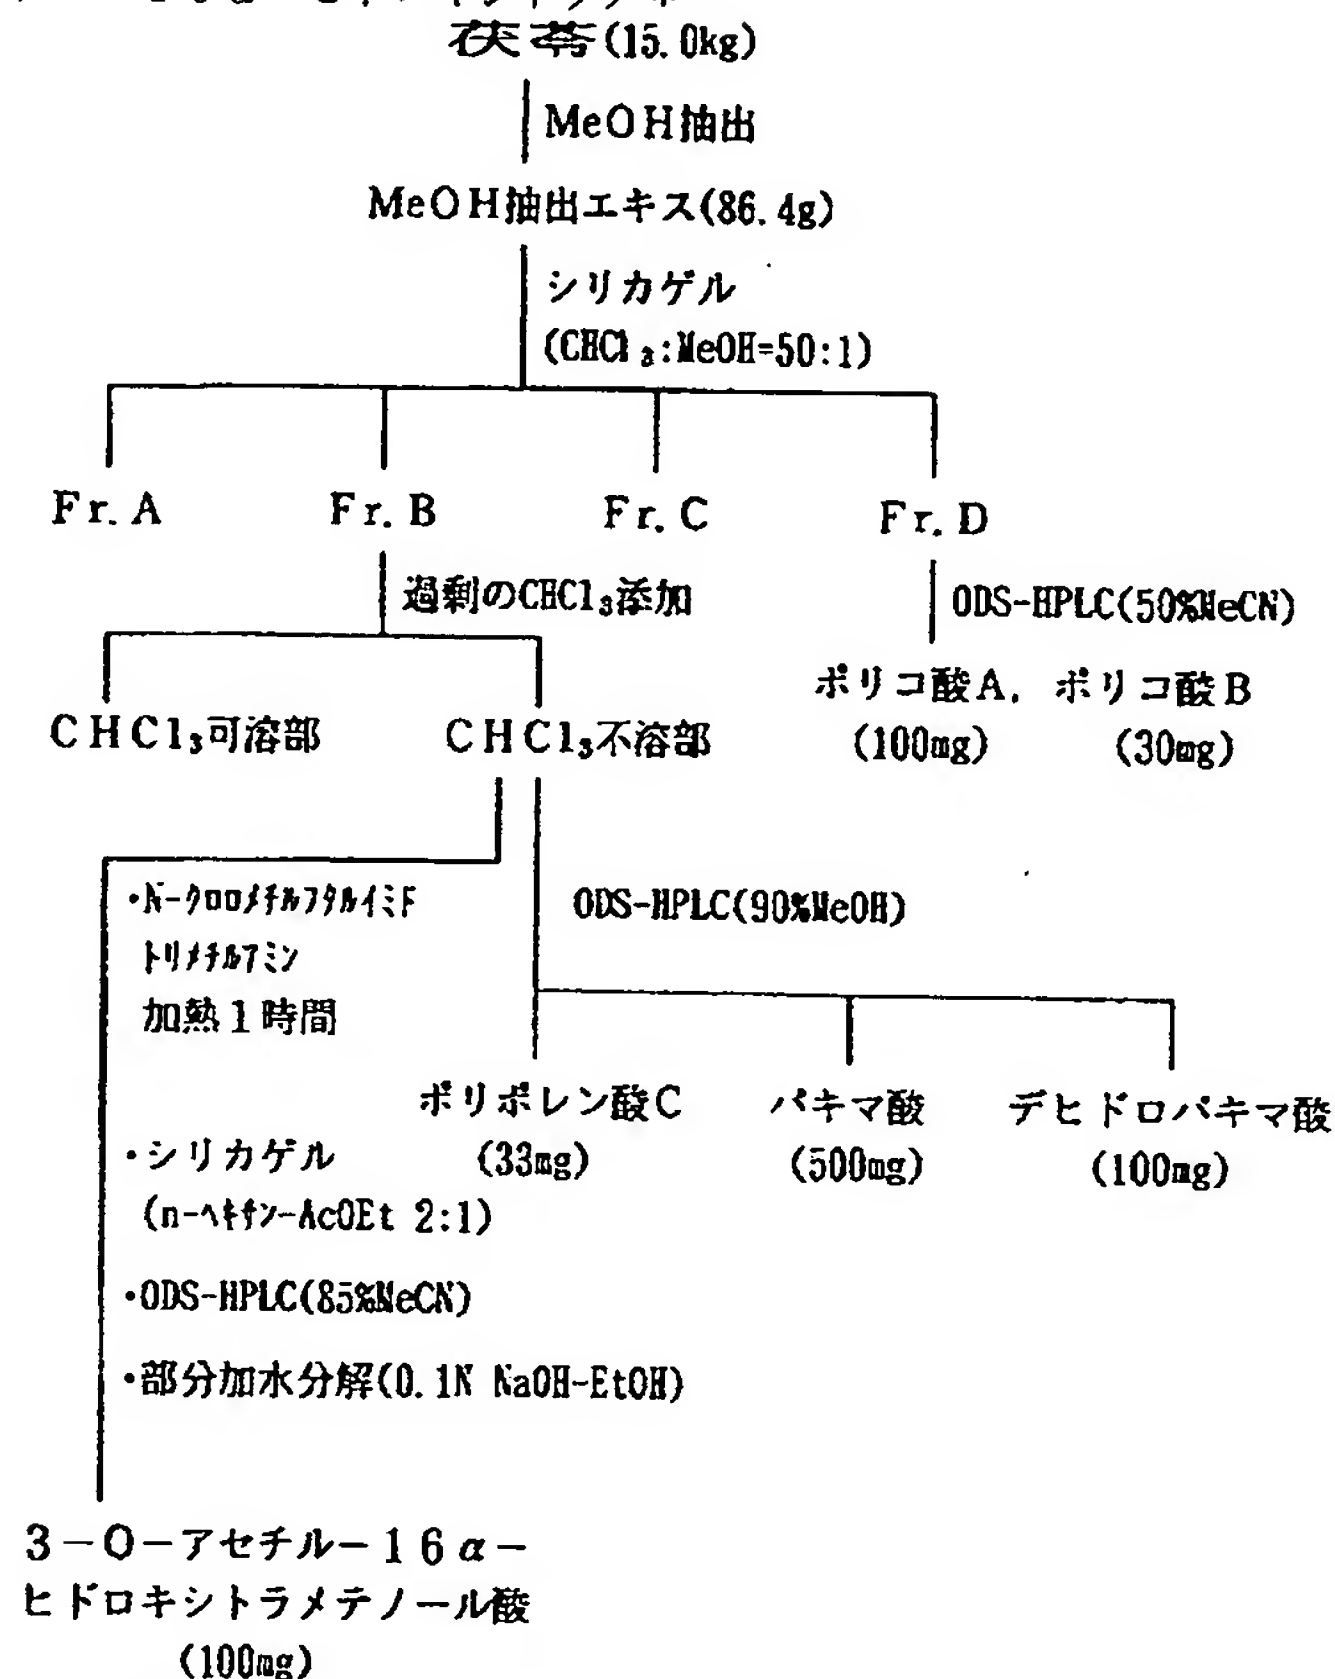 茯苓(15.0kg)
MeOH抽出
MeOH抽出エキス(86.4g)
シリカゲル
(CHCl₃:MeOH=50:1)
Fr.A Fr.B Fr.C Fr.D
過剰のCHCl₃添加
ODS-HPLC(50%MeCN)
ポリコ酸A, ポリコ酸B
(100mg) (30mg)
CHCl₃可溶部 CHCl₃不溶部
・N-クロロメチルフタルイミド
トリメチルアミン
加熱1時間
ODS-HPLC(90%MeOH)
ポリポレン酸C パキマ酸 デヒドロパキマ酸
(33mg) (500mg) (100mg)
・シリカゲル
(n-ヘキサン-AcOEt 2:1)
・ODS-HPLC(85%MeCN)
・部分加水分解(0.1N NaOH-EtOH)
3-O-アセチル-16α-
ヒドロキシトラメテノール酸
(100mg)